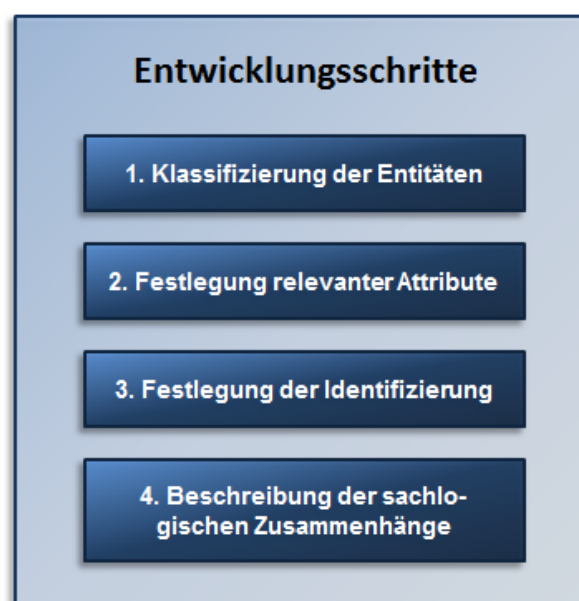 Entwicklungsschritte
1. Klassifizierung der Entitäten
2. Festlegung relevanter Attribute
3. Festlegung der Identifizierung
4. Beschreibung der sachlo-
gischen Zusammenhänge